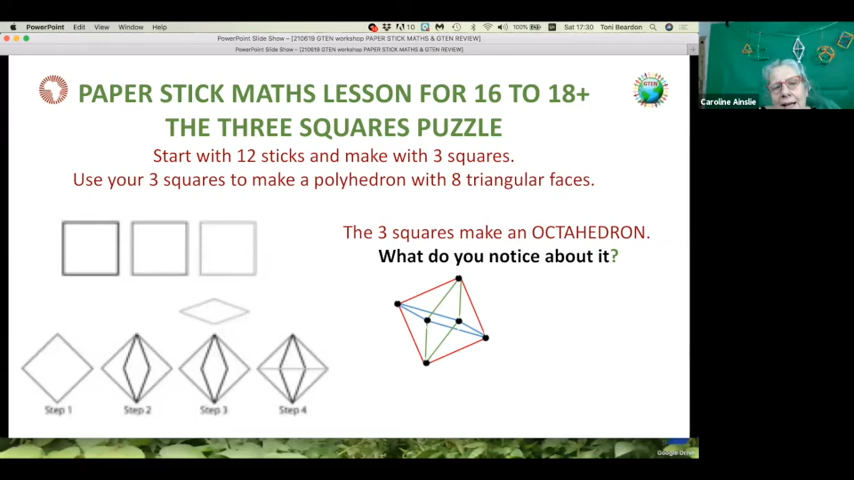 PowerPoint File Edit View Window Help
10
100%
Sat 17:30 Toni Beardon
PowerPoint Slide Show - [210619 GTEN workshop PAPER STICK MATHS & GTEN REVIEW]
PowerPoint Slide Show - [210619 GTEN workshop PAPER STICK MATHS & GTEN REVIEW]
PAPER STICK MATHS LESSON FOR 16 TO 18+
THE THREE SQUARES PUZZLE
GTEN
Start with 12 sticks and make with 3 squares.
Use your 3 squares to make a polyhedron with 8 triangular faces.
The 3 squares make an OCTAHEDRON.
What do you notice about it?
Step 1 Step 2 Step 3 Step 4
Google Drive
Caroline Ainslie